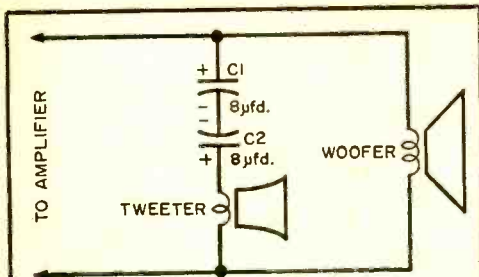 TO AMPLIFIER
+ C1
8µfd.
-
-
C2
+ 8µfd.
TWEETER
WOOFER